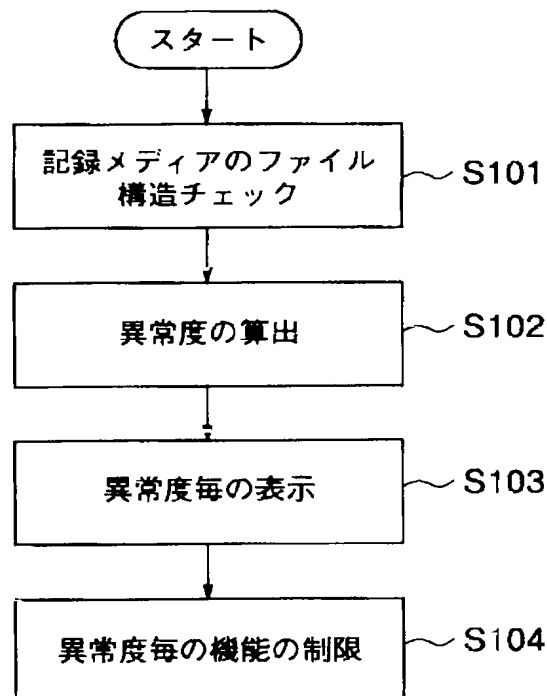 スタート
記録メディアのファイル
構造チェック
S101
異常度の算出
S102
異常度毎の表示
S103
異常度毎の機能の制限
S104